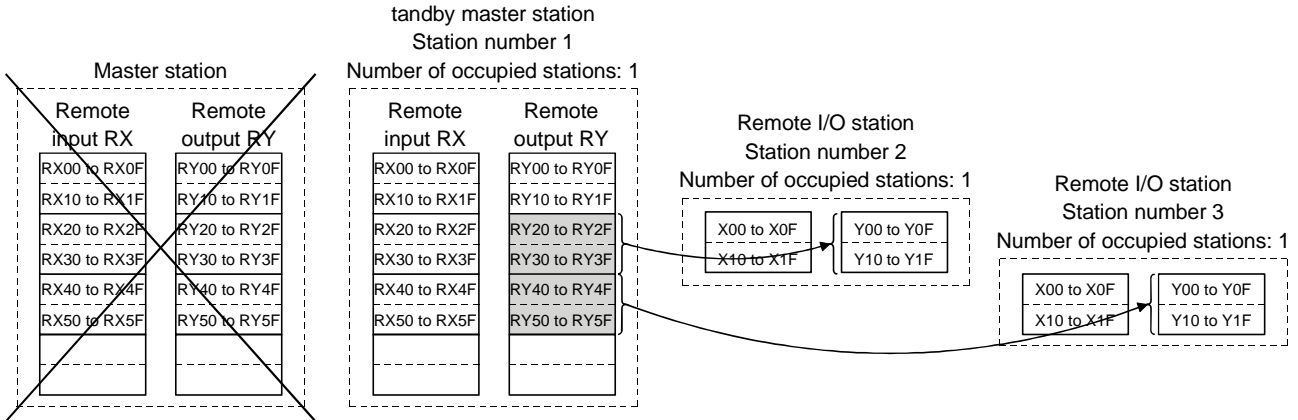 tandby master station
Station number 1
Number of occupied stations: 1
Master station
Remote
input RX
Remote
output RY
RX00 to RX0F
RX10 to RX1F
RX20 to RX2F
RX30 to RX3F
RX40 to RX4F
RX50 to RX5F
RY00 to RY0F
RY10 to RY1F
RY20 to RY2F
RY30 to RY3F
RY40 to RY4F
RY50 to RY5F
Remote
input RX
Remote
output RY
RX00 to RX0F
RX10 to RX1F
RX20 to RX2F
RX30 to RX3F
RX40 to RX4F
RX50 to RX5F
RY00 to RY0F
RY10 to RY1F
RY20 to RY2F
RY30 to RY3F
RY40 to RY4F
RY50 to RY5F
Remote I/O station
Station number 2
Number of occupied stations: 1
X00 to X0F
X10 to X1F
Y00 to Y0F
Y10 to Y1F
Remote I/O station
Station number 3
Number of occupied stations: 1
X00 to X0F
X10 to X1F
Y00 to Y0F
Y10 to Y1F